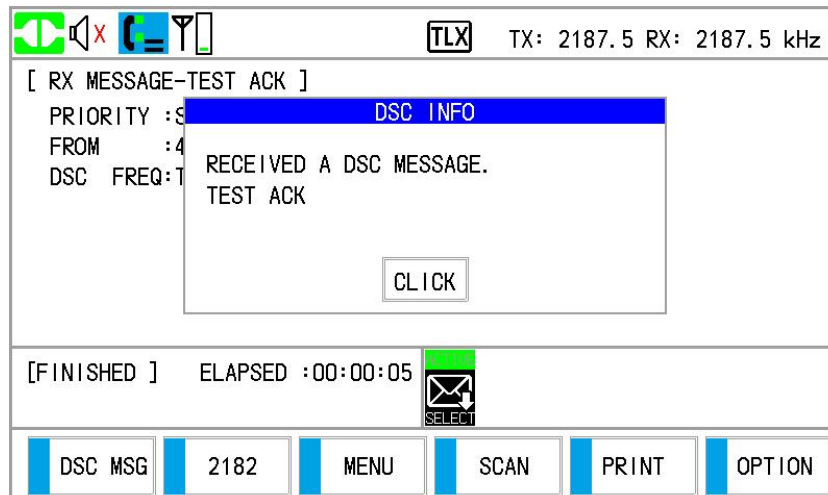 TLX TX: 2187.5 RX: 2187.5 kHz
[ RX MESSAGE-TEST ACK ]
PRIORITY :S
FROM :4
DSC FREQ:T
DSC INFO
RECEIVED A DSC MESSAGE.
TEST ACK
CLICK
[FINISHED ] ELAPSED :00:00:05
ACTIVE
SELECT
DSC MSG 2182 MENU SCAN PRINT OPTION